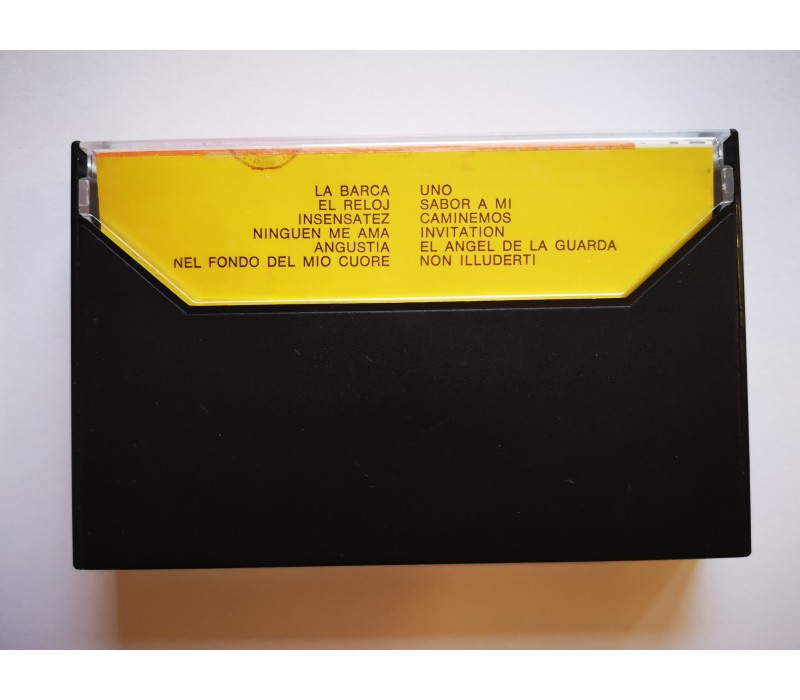 LA BARCA
EL RELOJ
INSENSATEZ
NINGUEN ME AMA
ANGUSTIA
NEL FONDO DEL MIO CUORE
UNO
SABOR A MI
CAMINEMOS
INVITATION
EL ANGEL DE LA GUARDA
NON ILLUDERTI